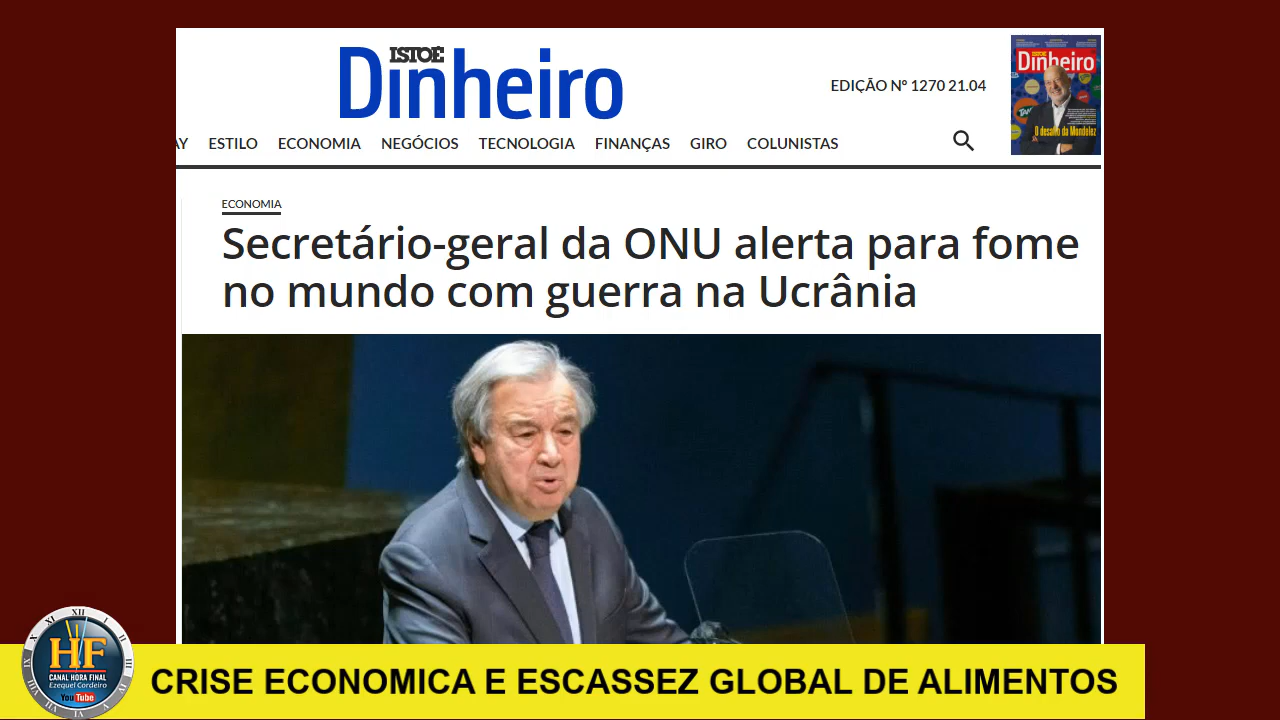 ISTOÉ
Dinheiro
EDIÇÃO Nº 1270 21.04
Dinheiro
O desafio da Mondelez
AY ESTILO ECONOMIA NEGÓCIOS TECNOLOGIA FINANÇAS GIRO COLUNISTAS
ECONOMIA
Secretário-geral da ONU alerta para fome
no mundo com guerra na Ucrânia
HF
CANAL HORA FINAL
Ezequel Cordeiro
YouTube
CRISE ECONOMICA E ESCASSEZ GLOBAL DE ALIMENTOS